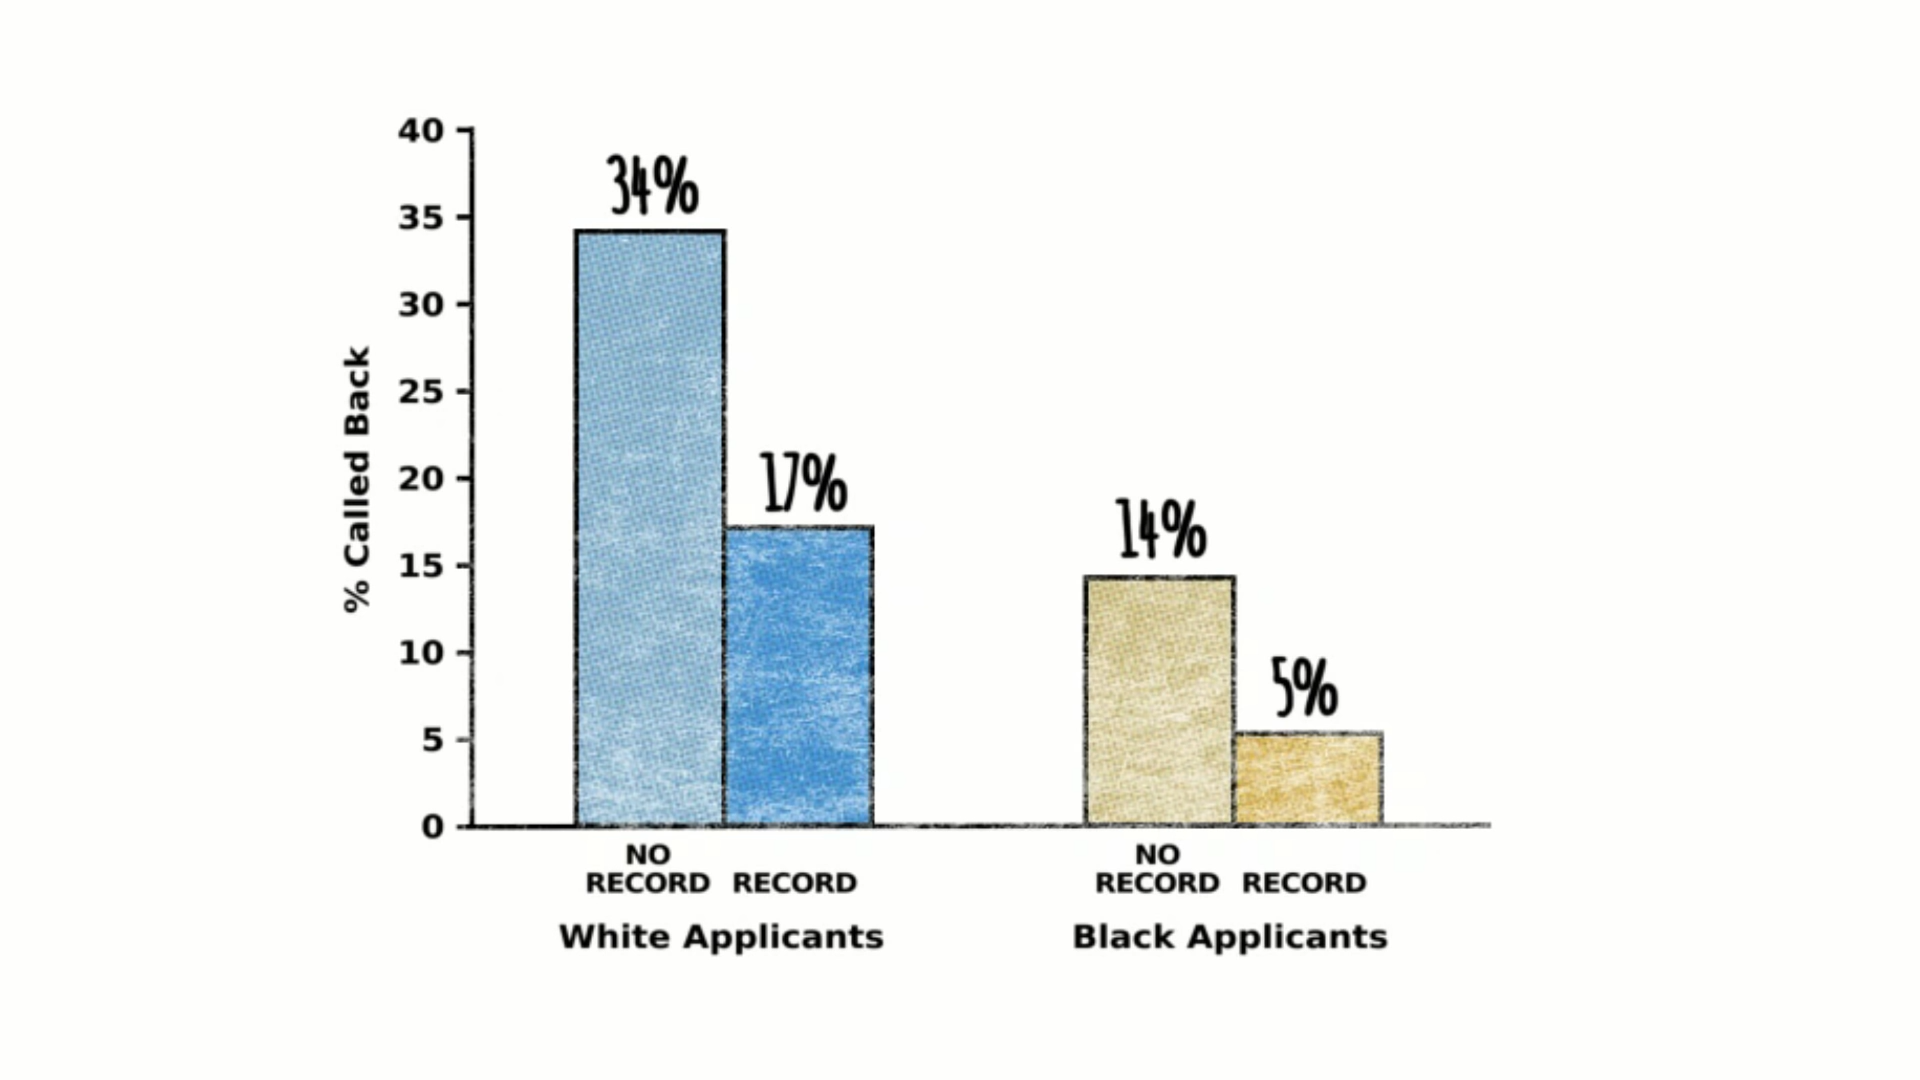 40
35
30
25
20
15
10
5
0
% Called Back
34%
17%
14%
5%
NO
RECORD
RECORD
NO
RECORD
RECORD
White Applicants
Black Applicants